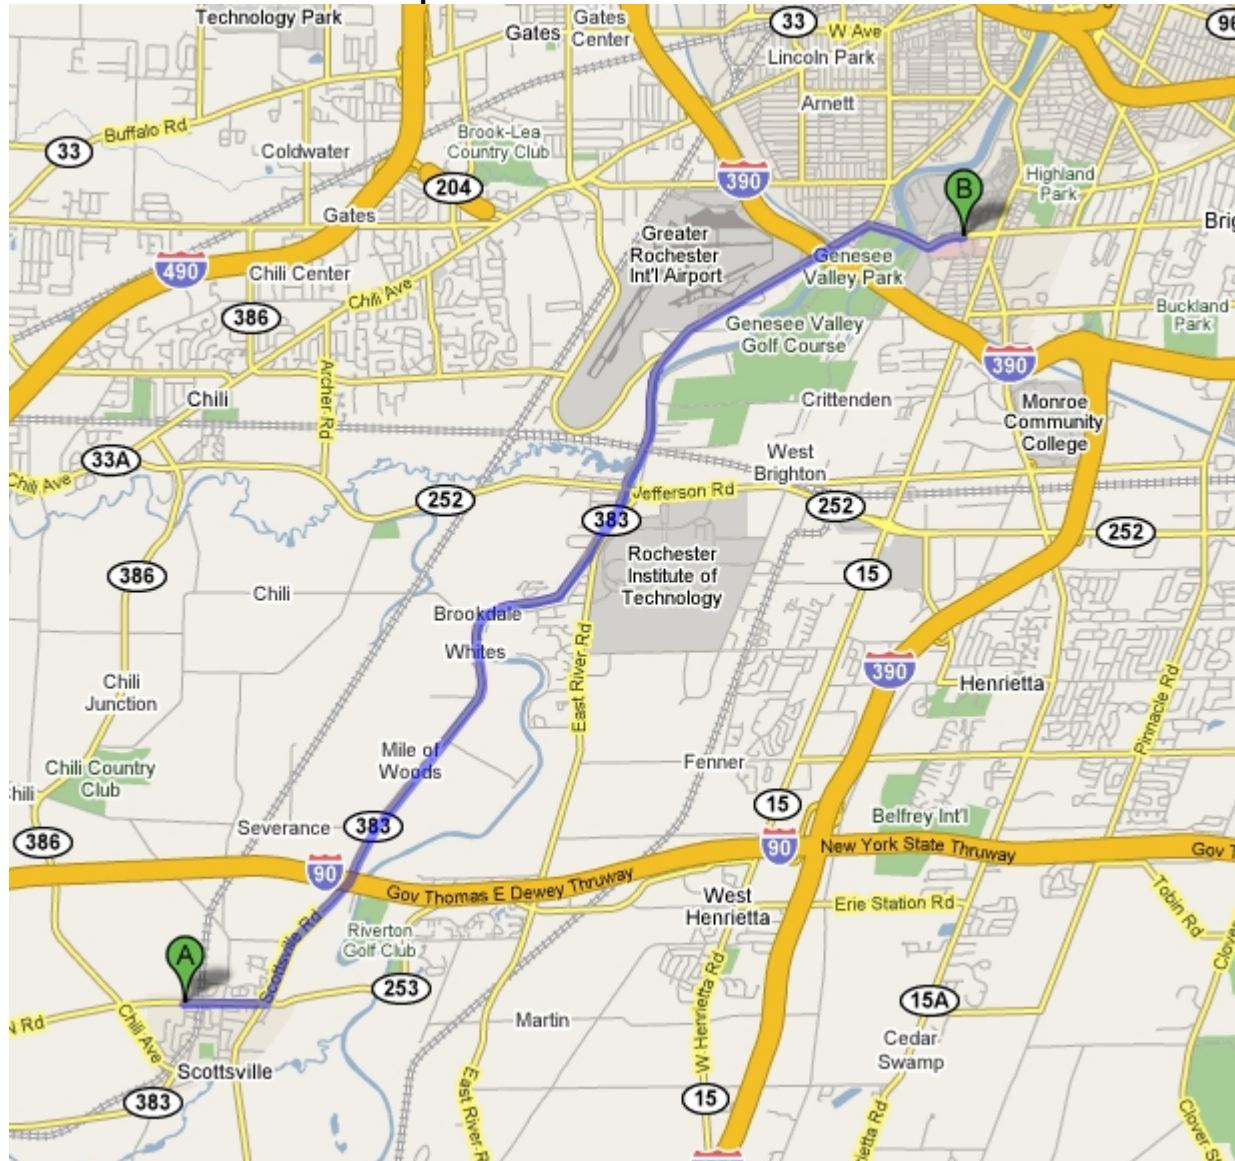 Technology Park
Gates
Gates
Center
33
W Ave
96
Lincoln Park
Arnett
Buffalo Rd
33
Coldwater
Brook-Lea
Country Club
204
390
Highland
Park
B
Gates
Greater
Rochester
Int'l Airport
Genesee
Valley Park
490
Chili Center
Chili Ave
386
Genesee Valley
Golf Course
Buckland
Park
390
Archer Rd
Chili
Crittenden
Monroe
Community
College
33A
Chili Ave
West
Brighton
252
Jefferson Rd
383
252
252
Rochester
Institute of
Technology
15
386
Chili
Brookdale
Whites
East River Rd
390
Henrietta
Pinnacle Rd
Chili
Junction
Mile of
Woods
Fenner
Chili Country
Club
15
Belfrey Int'l
386
Severance
383
90
90
New York State Thruway
Gov T
Gov Thomas E Dewey Thruway
West
Henrietta
Erie Station Rd
Tobin Rd
Riverton
Golf Club
Scottsville Rd
A
253
15A
W Henrietta Rd
N Rd
Chili Ave
Martin
Cedar
Swamp
Scottsville
383
East River R
15
Clover S